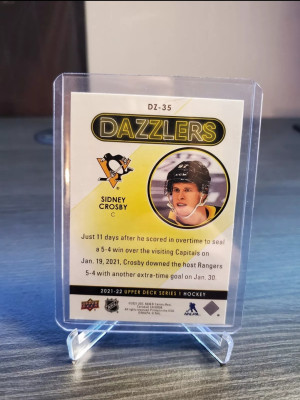 DZ-35
DAZZLERS
SIDNEY
CROSBY
C
Just 11 days after he scored in overtime to seal
a 5-4 win over the visiting Capitals on
Jan. 19, 2021, Crosby downed the host Rangers
5-4 with another extra-time goal on Jan. 30.
2021-22 UPPER DECK SERIES 1 HOCKEY